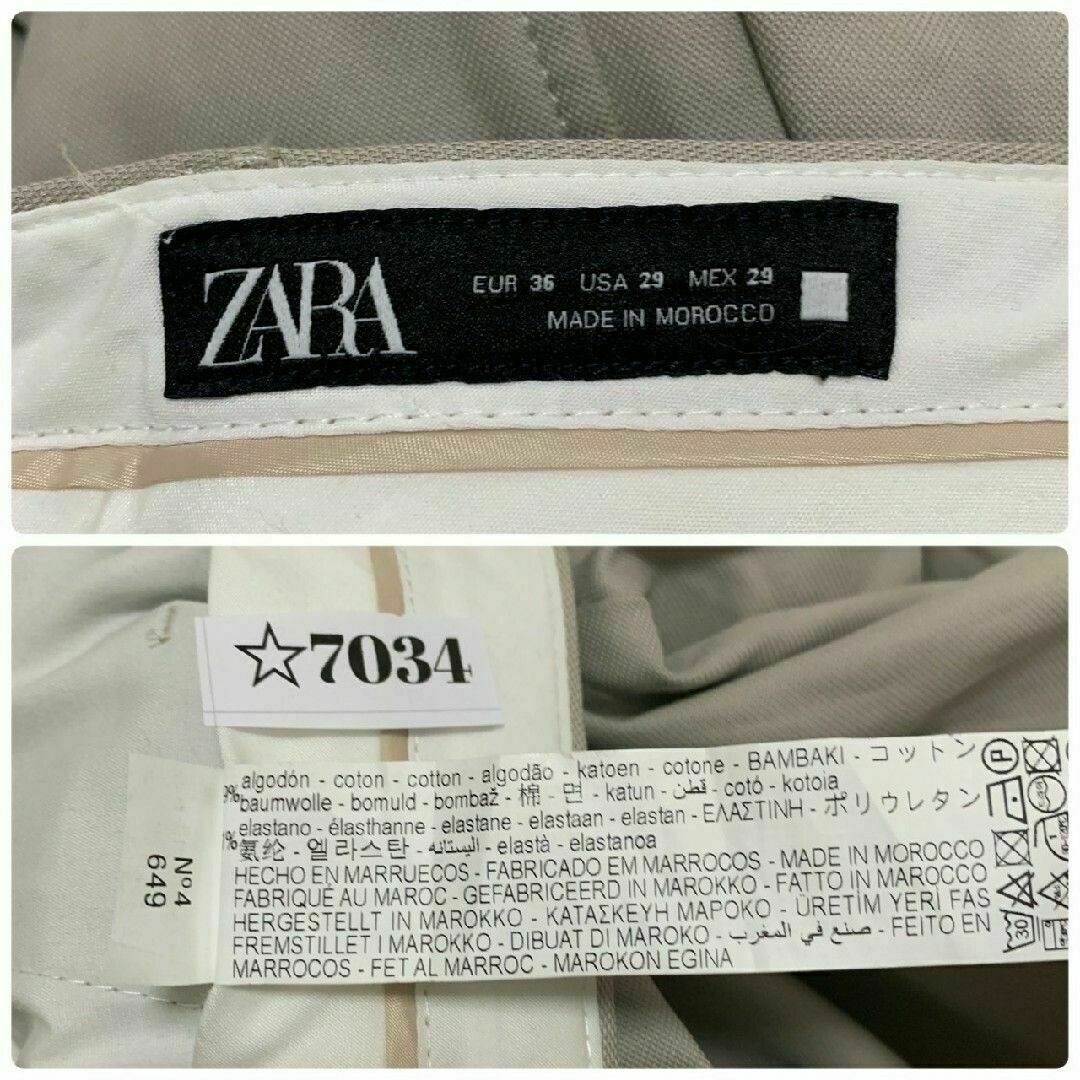 ZARA
EUR 36 USA 29 MEX 29
MADE IN MOROCCO
☆7034
Nº4
649
% algodón - coton - cotton - algodão - katoen - cotone - BAMBAKI - コットン
baumwolle - bomuld - bombaž - 棉 - 면 - katun - قطن - cotó - kotoia
% elastano - élasthanne - elastane - elastaan - elastan - ΕΛΑΣΤΙΝΗ - ポリウレタン
氨纶 - 엘라스탄 - اليستانه - elastà - elastanoa
HECHO EN MARRUECOS - FABRICADO EM MARROCOS - MADE IN MOROCCO
FABRIQUÉ AU MAROC - GEFABRICEERD IN MAROKKO - FATTO IN MAROCCO
HERGESTELLT IN MAROKKO - ΚΑΤΑΣΚΕΥΗ ΜΑΡΟΚΟ - ÜRETIM YERI FAS
FREMSTILLET I MAROKKO - DIBUAT DI MAROKO - صنع في المغرب - FEITO EN
MARROCOS - FET AL MARROC - MAROKON EGINA
P
30